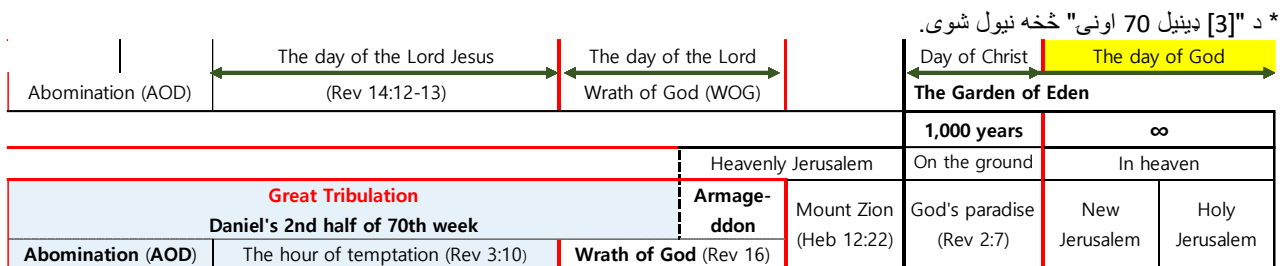 * د "[3] ډینیل 70 اونۍ" څخه نیول شوی.
The day of the Lord Jesus The day of the Lord Day of Christ The day of God
Abomination (AOD) (Rev 14:12-13) Wrath of God (WOG) The Garden of Eden
1,000 years ∞
Heavenly Jerusalem On the ground In heaven
Great Tribulation Armage-
Daniel's 2nd half of 70th week ddon
Mount Zion God's paradise New Holy
(Heb 12:22) (Rev 2:7) Jerusalem Jerusalem
Abomination (AOD) The hour of temptation (Rev 3:10) Wrath of God (Rev 16)